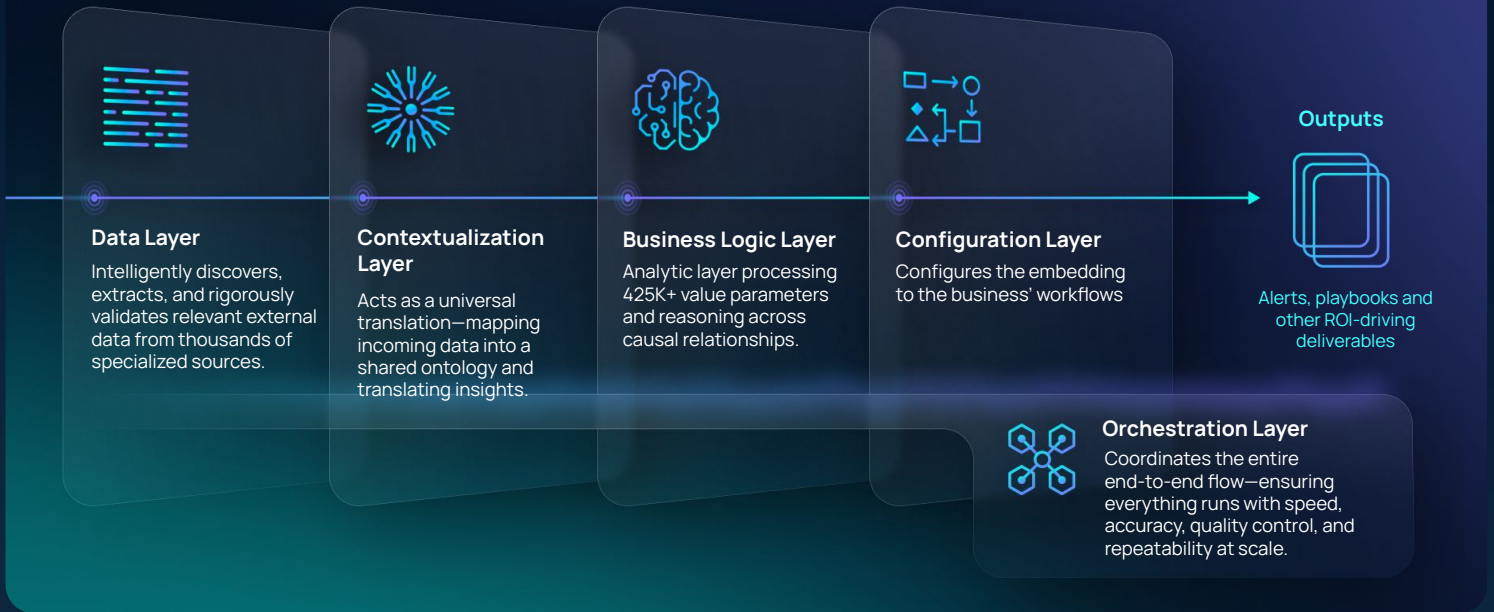 Data Layer
Intelligently discovers,
extracts, and rigorously
validates relevant external
data from thousands of
specialized sources.
Contextualization
Layer
Acts as a universal
translation—mapping
incoming data into a
shared ontology and
translating insights.
Business Logic Layer
Analytic layer processing
425K+ value parameters
and reasoning across
causal relationships.
Configuration Layer
Configures the embedding
to the business’ workflows
Outputs
Alerts, playbooks and
other ROI-driving
deliverables
Orchestration Layer
Coordinates the entire
end-to-end flow—ensuring
everything runs with speed,
accuracy, quality control, and
repeatability at scale.